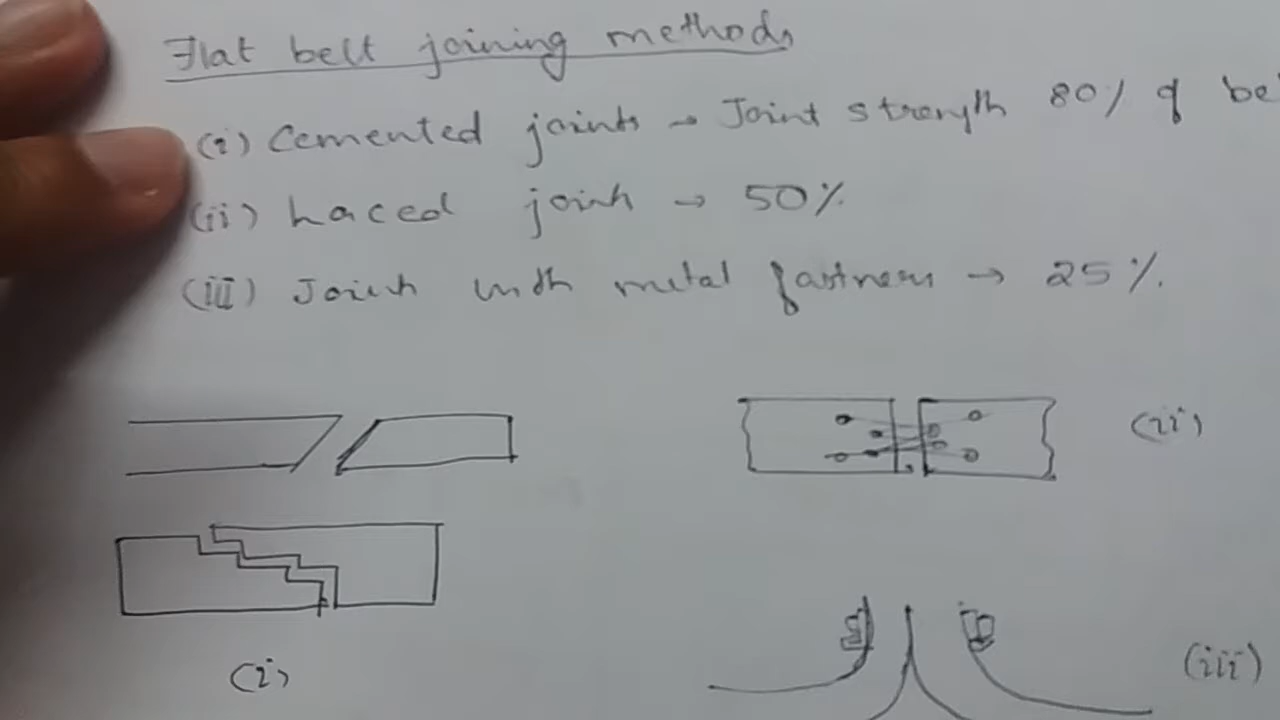 Flat belt joining methods
(i) Cemented joints → Joint strength 80% of be
(ii) Laced joint → 50%
(iii) Joint with metal fastners → 25%.
(ii)
(i)
(iii)